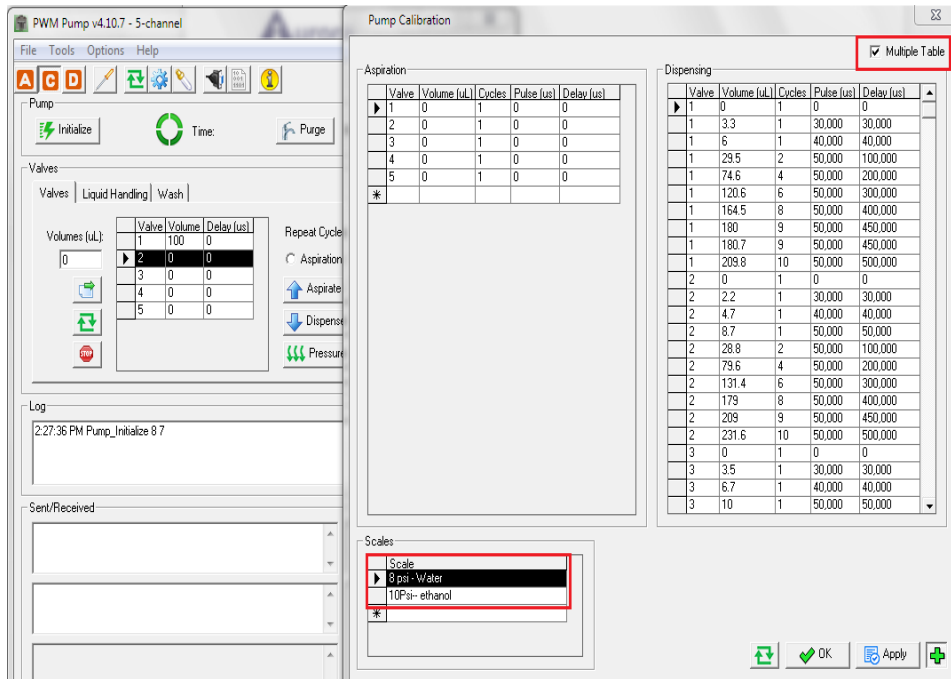 PWM Pump v4.10.7 - 5-channel
File Tools Options Help
A C D
Pump
Initialize Time: Purge
Valves
Valves Liquid Handling Wash
Volumes (uL):
0
Valve Volume Delay (us)
1 100 0
2 0 0
3 0 0
4 0 0
5 0 0
STOP
Repeat Cycle
Aspiration
Aspirate
Dispense
Pressure
Log
2:27:36 PM Pump_Initialize 8 7
Sent/Received
Pump Calibration
Multiple Table
Aspiration
Valve Volume (uL) Cycles Pulse (us) Delay (us)
1 0 1 0 0
2 0 1 0 0
3 0 1 0 0
4 0 1 0 0
5 0 1 0 0
Dispensing
Valve Volume (uL) Cycles Pulse (us) Delay (us)
1 0 1 0 0
1 3.3 1 30,000 30,000
1 6 1 40,000 40,000
1 29.5 2 50,000 100,000
1 74.6 4 50,000 200,000
1 120.6 6 50,000 300,000
1 164.5 8 50,000 400,000
1 180 9 50,000 450,000
1 180.7 9 50,000 450,000
1 209.8 10 50,000 500,000
2 0 1 0 0
2 2.2 1 30,000 30,000
2 4.7 1 40,000 40,000
2 8.7 1 50,000 50,000
2 28.8 2 50,000 100,000
2 79.6 4 50,000 200,000
2 131.4 6 50,000 300,000
2 179 8 50,000 400,000
2 209 9 50,000 450,000
2 231.6 10 50,000 500,000
3 0 1 0 0
3 3.5 1 30,000 30,000
3 6.7 1 40,000 40,000
3 10 1 50,000 50,000
Scales
Scale
8 psi - Water
10Psi-- ethanol
OK Apply